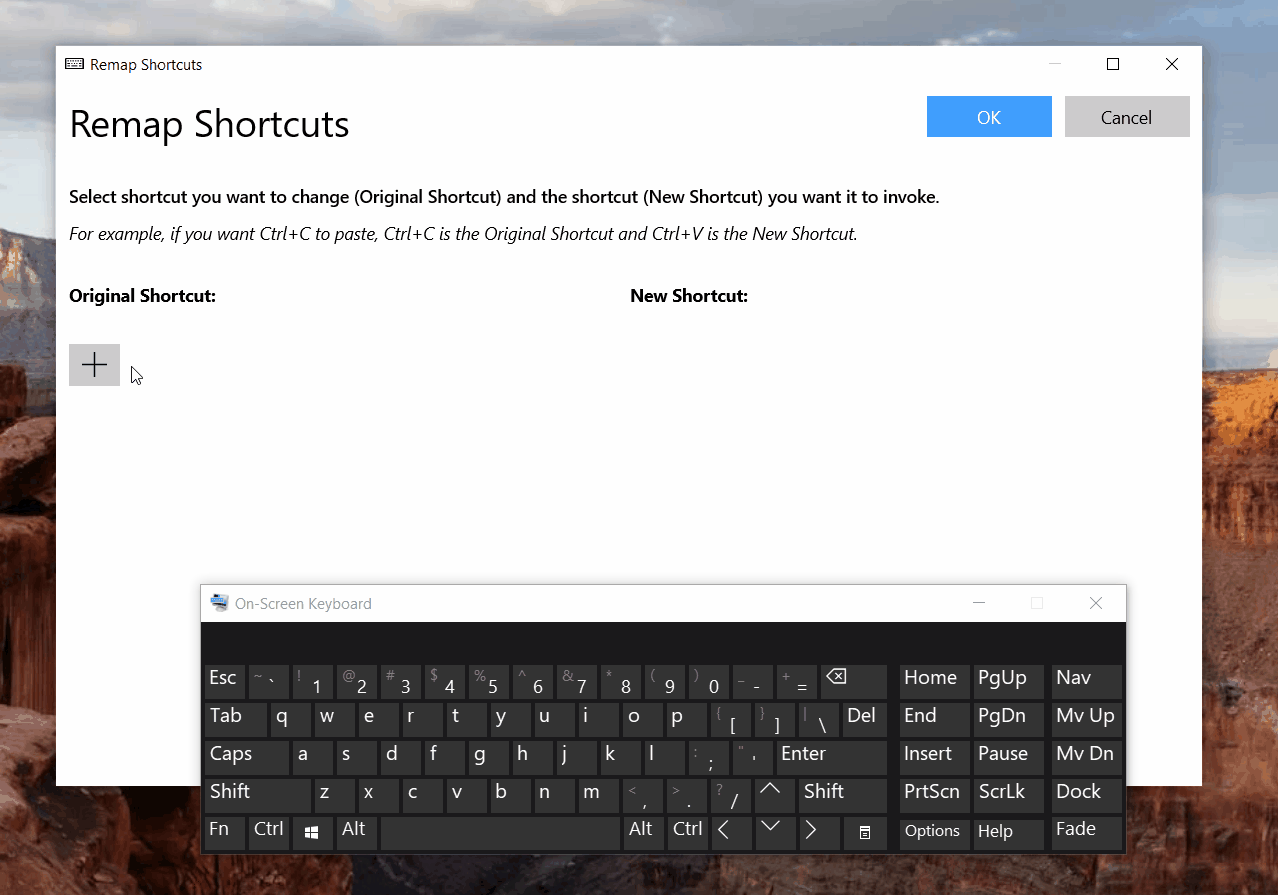 Remap Shortcuts
Remap Shortcuts
OK
Cancel
Select shortcut you want to change (Original Shortcut) and the shortcut (New Shortcut) you want it to invoke.
For example, if you want Ctrl+C to paste, Ctrl+C is the Original Shortcut and Ctrl+V is the New Shortcut.
Original Shortcut: New Shortcut:
On-Screen Keyboard
Esc ~ ` ! 1 @ 2 # 3 $ 4 % 5 ^ 6 & 7 * 8 ( 9 ) 0 _ - + = Home PgUp Nav
Tab q w e r t y u i o p { [ } ] | \ Del End PgDn Mv Up
Caps a s d f g h j k l : ; " ' Enter Insert Pause Mv Dn
Shift z x c v b n m < , > . ? / Shift PrtScn ScrLk Dock
Fn Ctrl Alt Alt Ctrl Options Help Fade